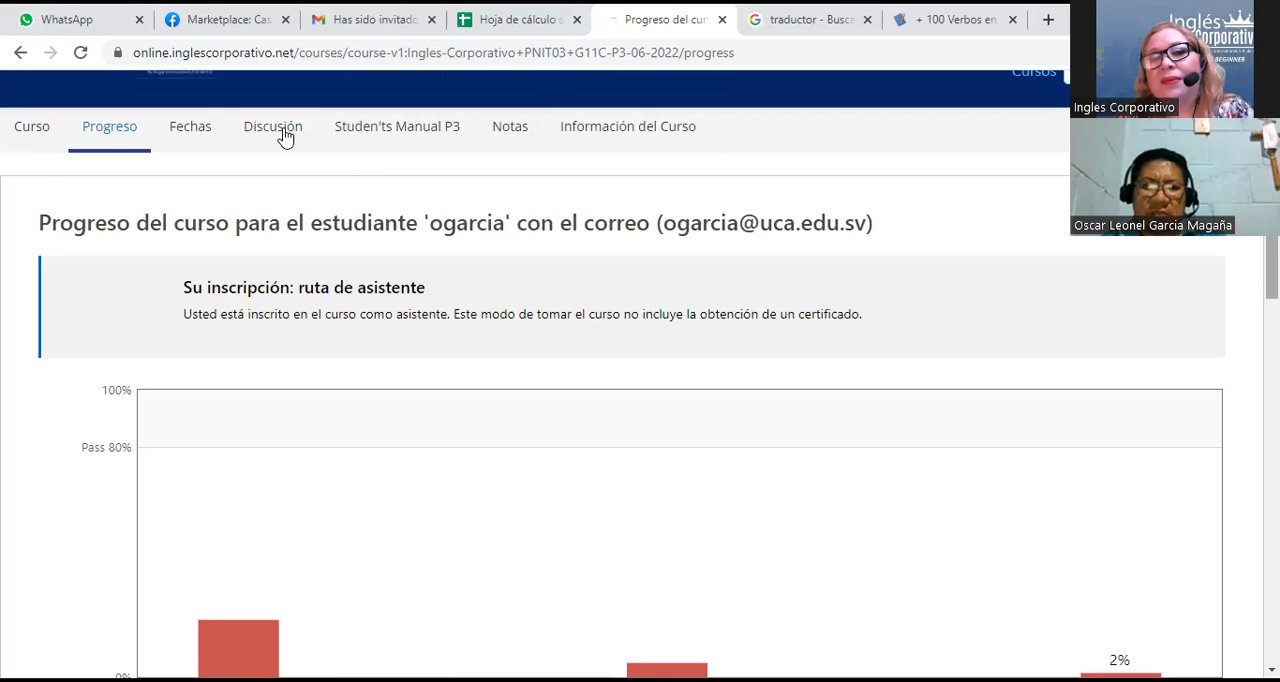 WhatsApp
Marketplace: Cas
Has sido invitado
Hoja de cálculo s
Progreso del cur
traductor - Busca
+ 100 Verbos en
online.inglescorporativo.net/courses/course-v1:Ingles-Corporativo+PNIT03+G11C-P3-06-2022/progress
Inglés
Corporativo
BEGINNER
Ingles Corporativo
Cursos
Curso
Progreso
Fechas
Discusión
Studen'ts Manual P3
Notas
Información del Curso
Oscar Leonel Garcia Magaña
Progreso del curso para el estudiante 'ogarcia' con el correo (ogarcia@uca.edu.sv)
Su inscripción: ruta de asistente
Usted está inscrito en el curso como asistente. Este modo de tomar el curso no incluye la obtención de un certificado.
100%
Pass 80%
2%
0%